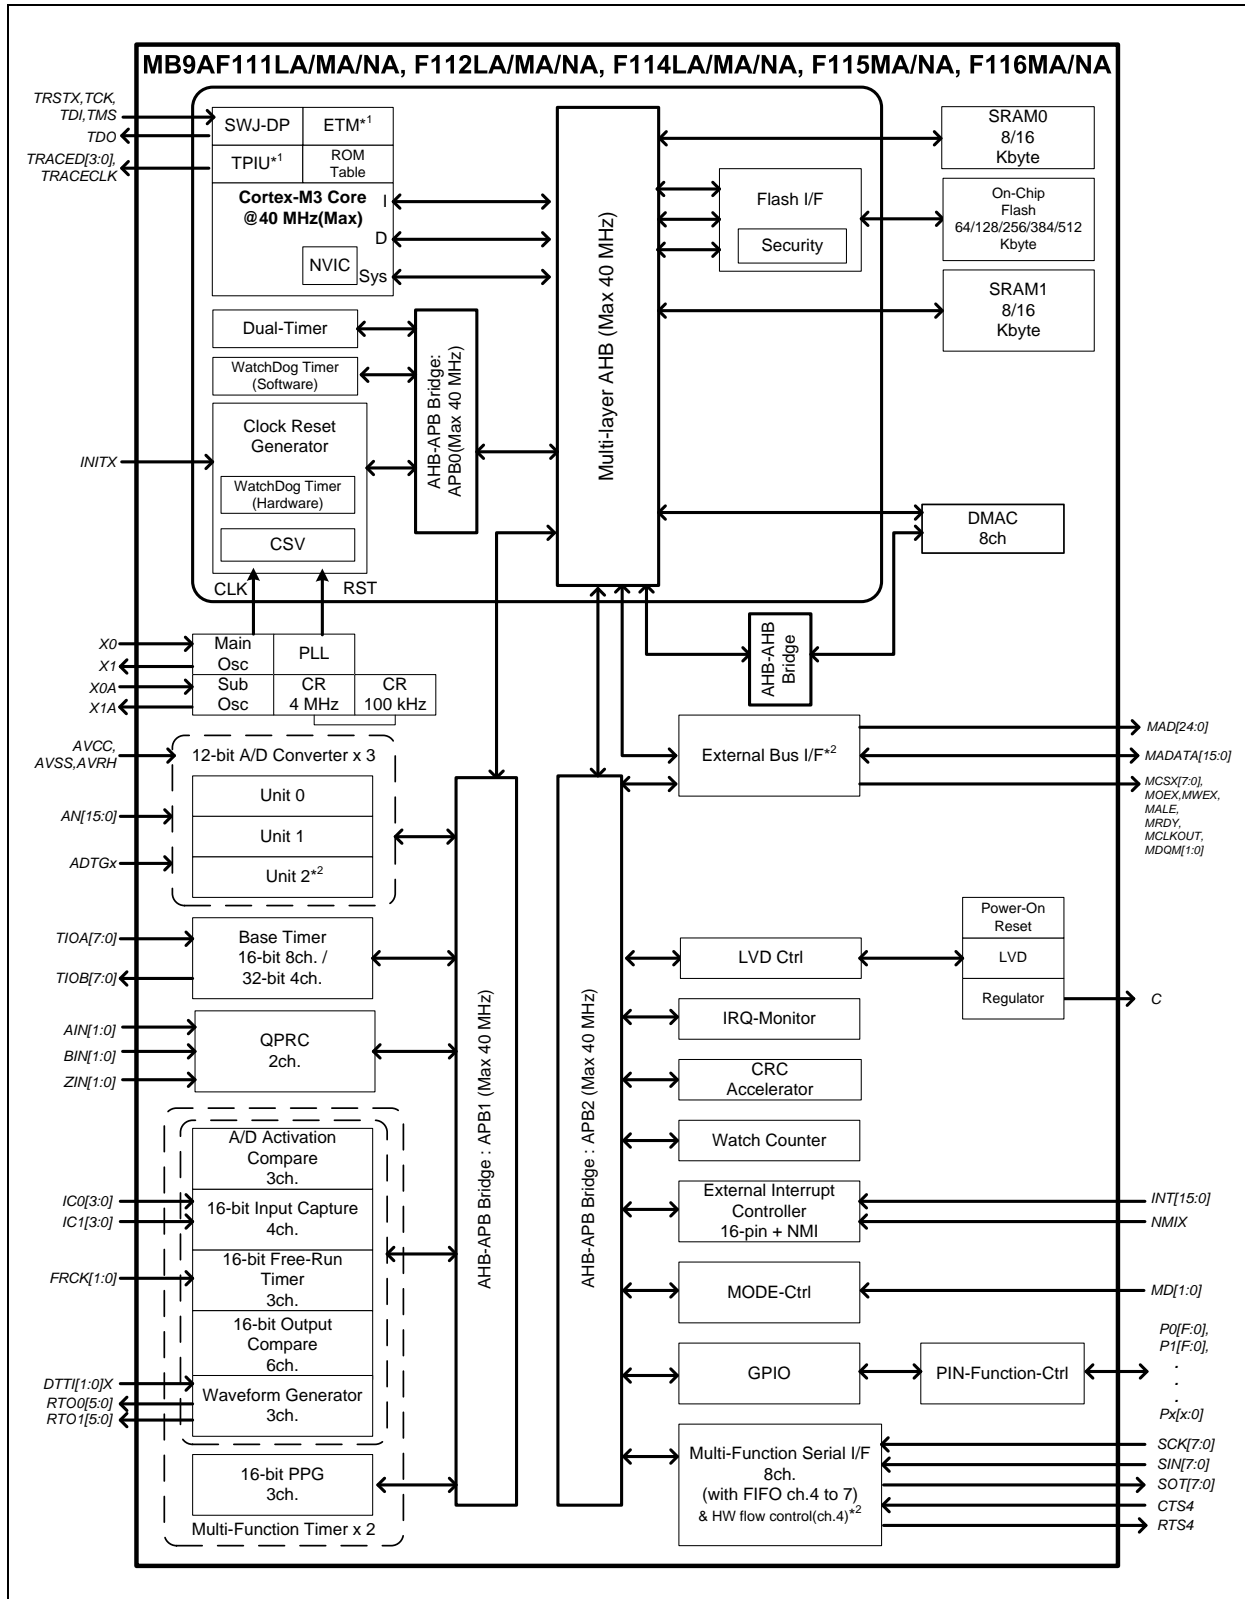 MB9AF111LA/MA/NA, F112LA/MA/NA, F114LA/MA/NA, F115MA/NA, F116MA/NA
TRSTX,TCK,
TDI,TMS
TDO
TRACED[3:0],
TRACECLK
SWJ-DP
ETM*1
TPIU*1
ROM
Table
Cortex-M3 Core
@40 MHz(Max)
I
D
NVIC
Sys
Dual-Timer
WatchDog Timer
(Software)
Clock Reset
Generator
WatchDog Timer
(Hardware)
CSV
INITX
CLK
RST
AHB-APB Bridge:
APB0(Max 40 MHz)
Multi-layer AHB (Max 40 MHz)
Flash I/F
Security
SRAM0
8/16
Kbyte
On-Chip
Flash
64/128/256/384/512
Kbyte
SRAM1
8/16
Kbyte
DMAC
8ch
AHB-AHB
Bridge
X0
X1
X0A
X1A
Main
Osc
PLL
Sub
Osc
CR
4 MHz
CR
100 kHz
AVCC,
AVSS,AVRH
AN[15:0]
ADTGx
12-bit A/D Converter x 3
Unit 0
Unit 1
Unit 2*2
TIOA[7:0]
TIOB[7:0]
Base Timer
16-bit 8ch. /
32-bit 4ch.
AIN[1:0]
BIN[1:0]
ZIN[1:0]
QPRC
2ch.
A/D Activation
Compare
3ch.
IC0[3:0]
IC1[3:0]
16-bit Input Capture
4ch.
FRCK[1:0]
16-bit Free-Run
Timer
3ch.
16-bit Output
Compare
6ch.
DTTI[1:0]X
RTO0[5:0]
RTO1[5:0]
Waveform Generator
3ch.
16-bit PPG
3ch.
Multi-Function Timer x 2
AHB-APB Bridge : APB1 (Max 40 MHz)
AHB-APB Bridge : APB2 (Max 40 MHz)
External Bus I/F*2
MAD[24:0]
MADATA[15:0]
MCSX[7:0],
MOEX,MWEX,
MALE,
MRDY,
MCLKOUT,
MDQM[1:0]
LVD Ctrl
Power-On
Reset
LVD
Regulator
C
IRQ-Monitor
CRC
Accelerator
Watch Counter
External Interrupt
Controller
16-pin + NMI
INT[15:0]
NMIX
MODE-Ctrl
MD[1:0]
GPIO
PIN-Function-Ctrl
P0[F:0],
P1[F:0],
.
.
.
Px[x:0]
Multi-Function Serial I/F
8ch.
(with FIFO ch.4 to 7)
& HW flow control(ch.4)*2
SCK[7:0]
SIN[7:0]
SOT[7:0]
CTS4
RTS4